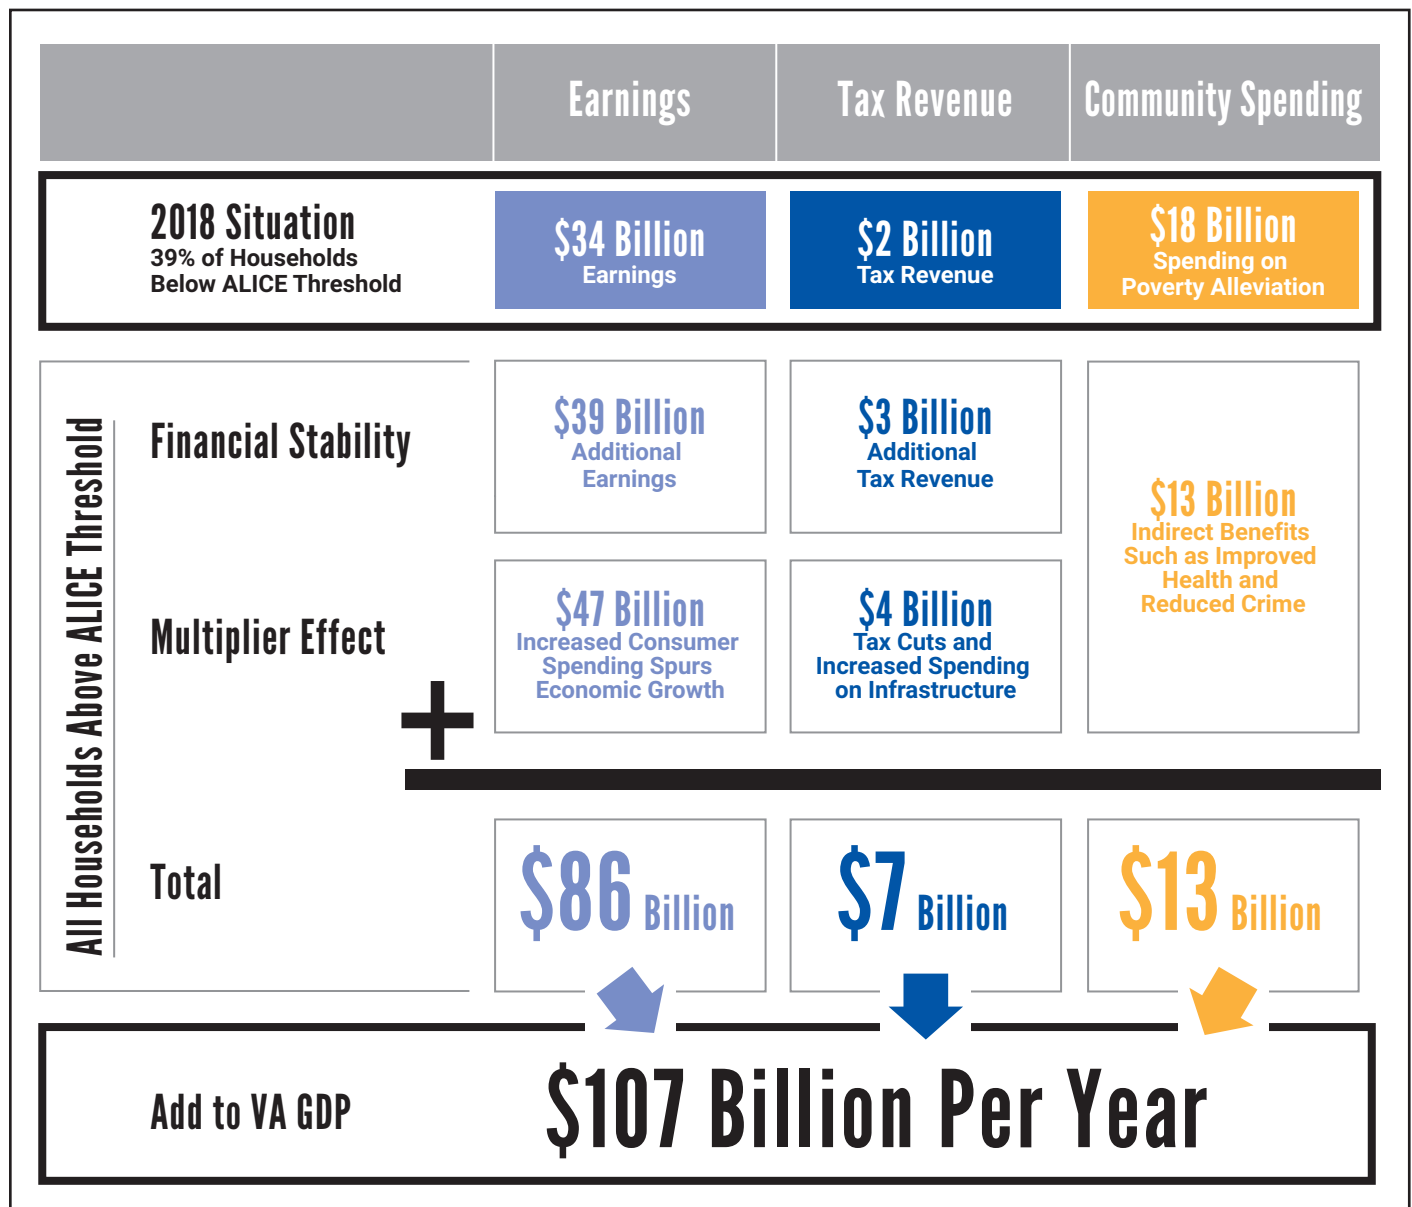 Earnings
Tax Revenue
Community Spending
2018 Situation
39% of Households
Below ALICE Threshold
$34 Billion
Earnings
$2 Billion
Tax Revenue
$18 Billion
Spending on
Poverty Alleviation
All Households Above ALICE Threshold
Financial Stability
$39 Billion
Additional
Earnings
$3 Billion
Additional
Tax Revenue
$13 Billion
Indirect Benefits
Such as Improved
Health and
Reduced Crime
Multiplier Effect
$47 Billion
Increased Consumer
Spending Spurs
Economic Growth
$4 Billion
Tax Cuts and
Increased Spending
on Infrastructure
+
Total
$86 Billion
$7 Billion
$13 Billion
Add to VA GDP
$107 Billion Per Year